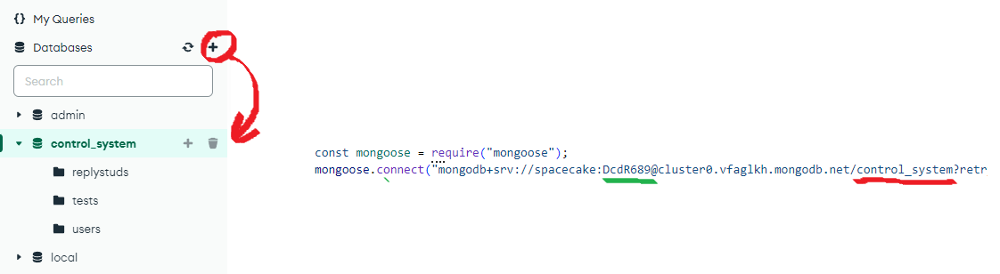 {} My Queries
Databases
Search
admin
control_system
replystuds
tests
users
local
const mongoose = require("mongoose");
mongoose.connect("mongodb+srv://spacecake:DcdR689@cluster0.vfaglkh.mongodb.net/control_system?retr